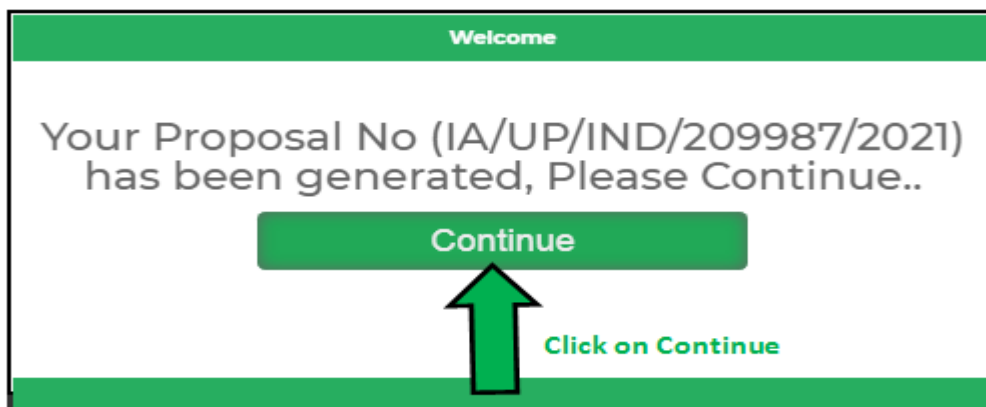 Welcome
Your Proposal No (IA/UP/IND/209987/2021)
has been generated, Please Continue..
Continue
Click on Continue